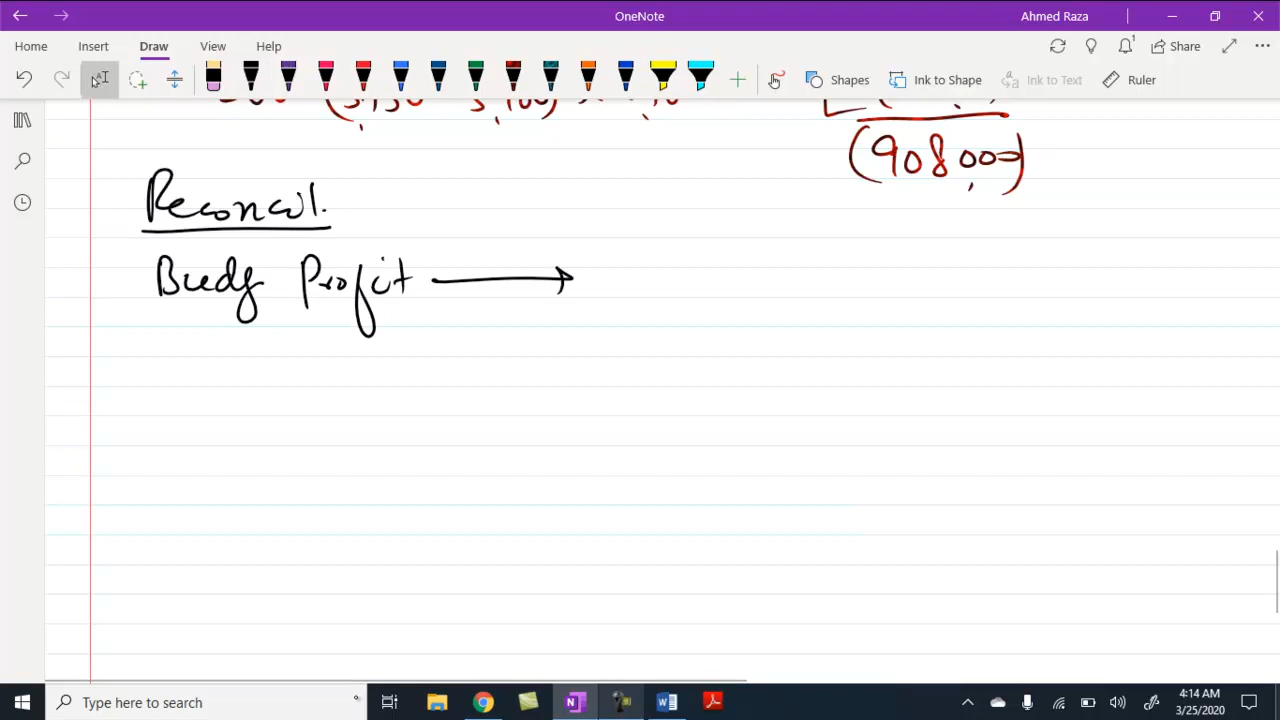 OneNote
Ahmed Raza
Home Insert Draw View Help
Share
Shapes Ink to Shape Ink to Text Ruler
(908,000)
Reconcil.
Budg Profit
Type here to search
4:14 AM
3/25/2020